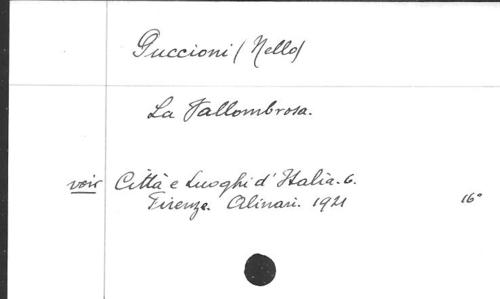 Puccioni (Nello)
La Vallombrosa.
voir Città e Luoghi d'Italia. 6.
Firenze. Alinari. 1921 16°